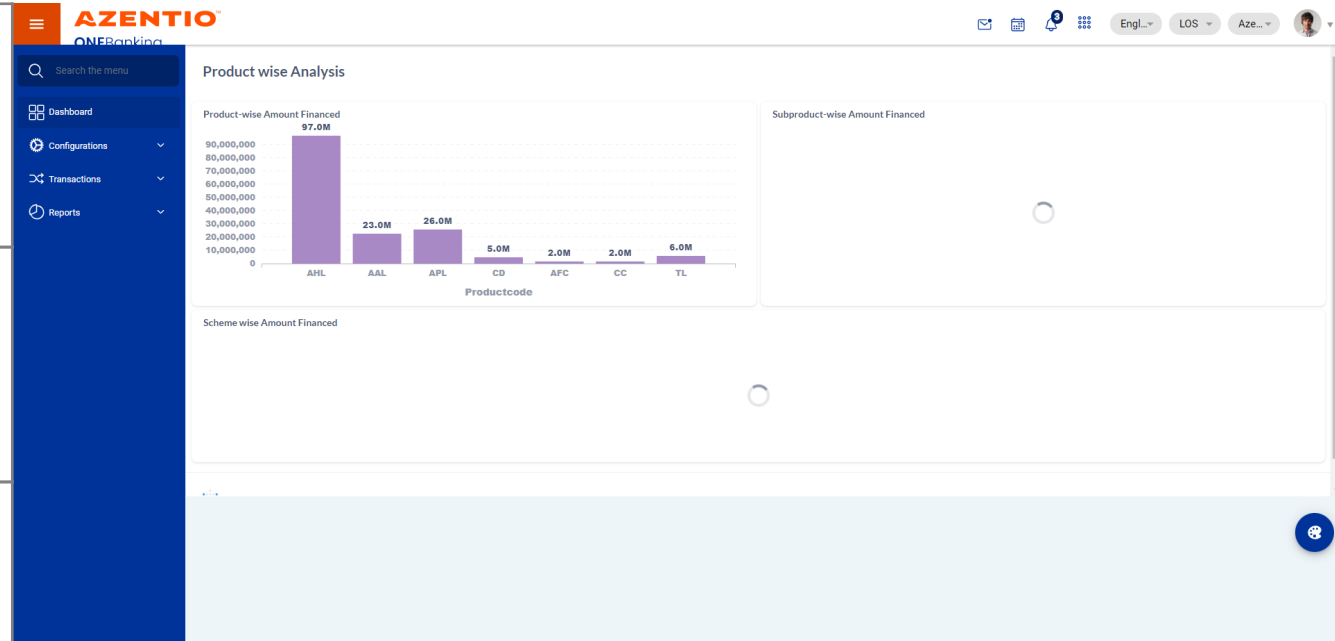 AZENTIO
ONEBanking
3
Engl...
LOS
Aze...
Search the menu
Dashboard
Configurations
Transactions
Reports
Product wise Analysis
Product-wise Amount Financed
97.0M
90,000,000
80,000,000
70,000,000
60,000,000
50,000,000
40,000,000
30,000,000
20,000,000
10,000,000
0
23.0M
26.0M
5.0M
2.0M
2.0M
6.0M
AHL
AAL
APL
CD
AFC
CC
TL
Productcode
Subproduct-wise Amount Financed
Scheme wise Amount Financed